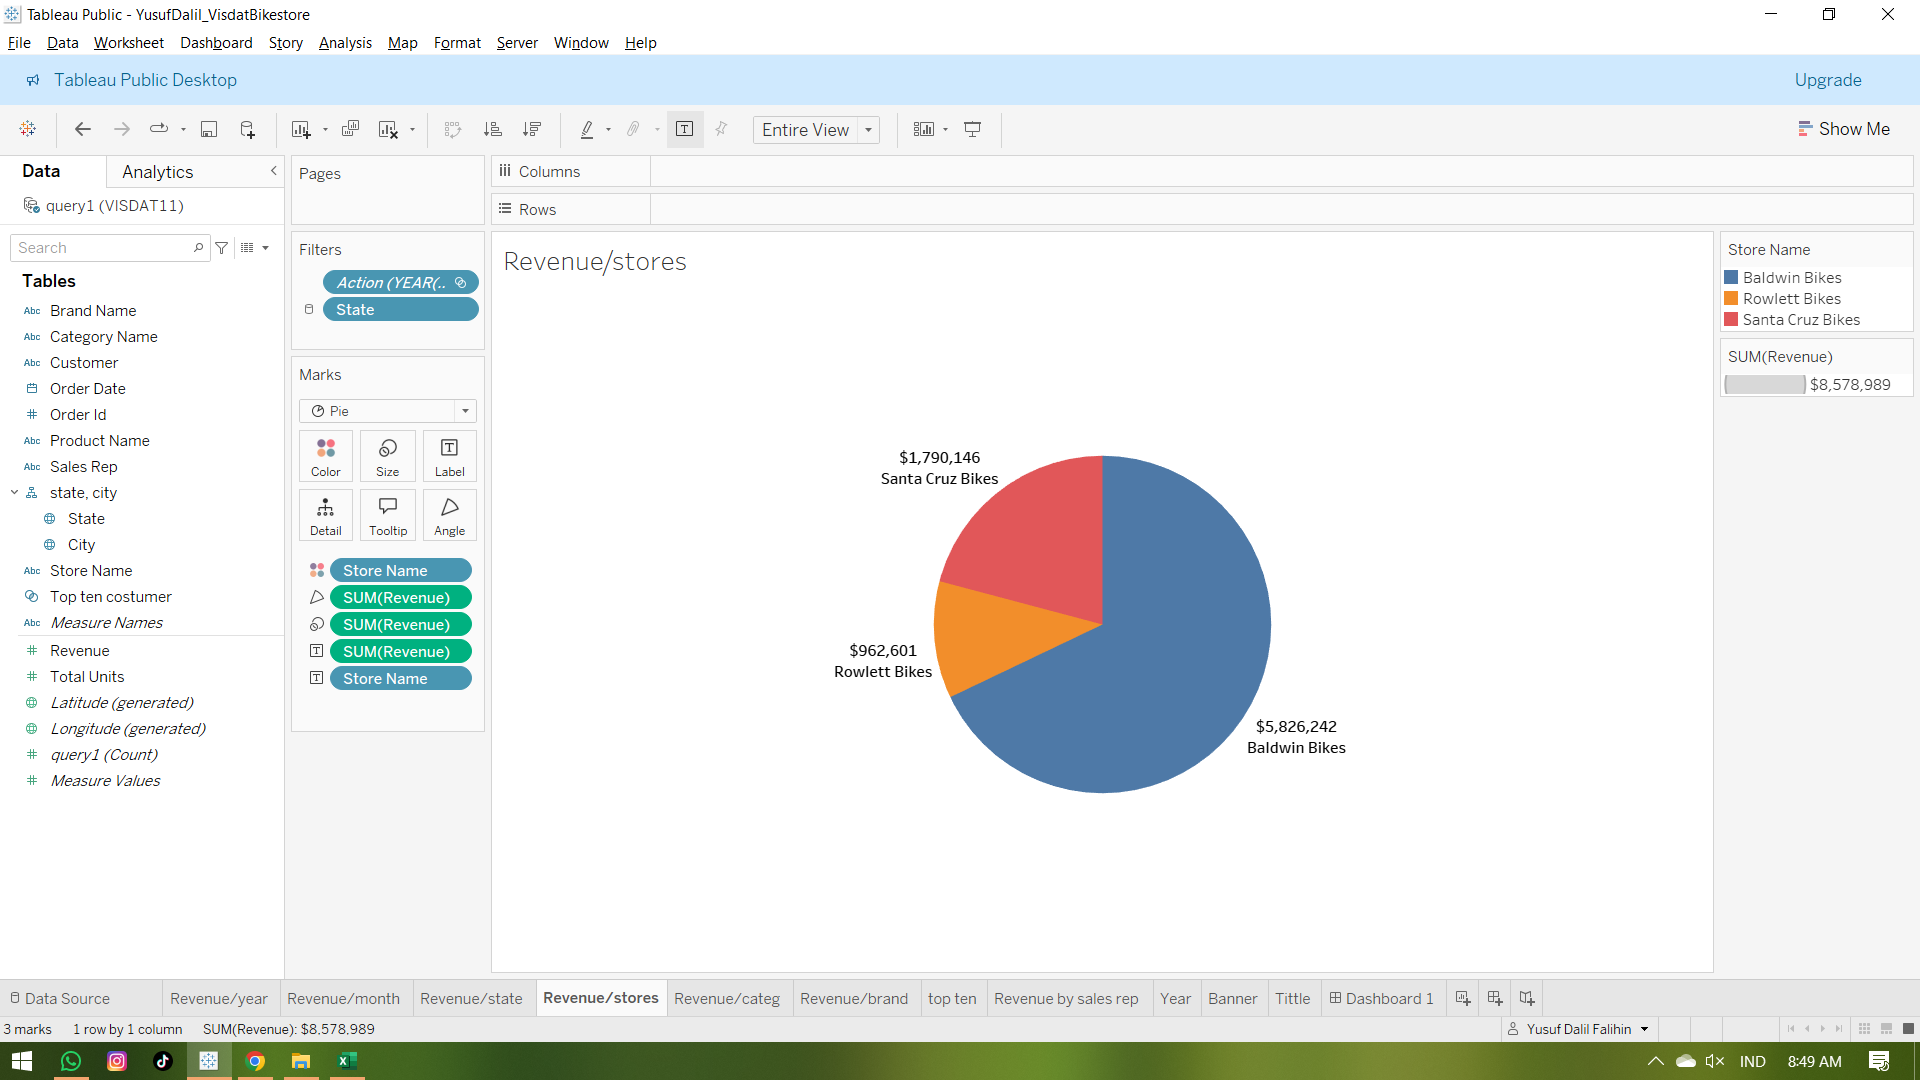 Tableau Public - YusufDalil_VisdatBikestore
File Data Worksheet Dashboard Story Analysis Map Format Server Window Help
Tableau Public Desktop Upgrade
Entire View Show Me
Data Analytics
query1 (VISDAT11)
Search
Tables
Abc Brand Name
Abc Category Name
Abc Customer
Order Date
# Order Id
Abc Product Name
Abc Sales Rep
state, city
State
City
Abc Store Name
Top ten costumer
Abc Measure Names
# Revenue
# Total Units
Latitude (generated)
Longitude (generated)
# query1 (Count)
# Measure Values
Pages
Filters
Action (YEAR(..
State
Marks
Pie
Color Size Label
Detail Tooltip Angle
Store Name
SUM(Revenue)
SUM(Revenue)
SUM(Revenue)
Store Name
Columns
Rows
Revenue/stores
$1,790,146
Santa Cruz Bikes
$962,601
Rowlett Bikes
$5,826,242
Baldwin Bikes
Store Name
Baldwin Bikes
Rowlett Bikes
Santa Cruz Bikes
SUM(Revenue)
$8,578,989
Data Source Revenue/year Revenue/month Revenue/state Revenue/stores Revenue/categ Revenue/brand top ten Revenue by sales rep Year Banner Tittle Dashboard 1
3 marks 1 row by 1 column SUM(Revenue): $8,578,989 Yusuf Dalil Falihin
IND 8:49 AM